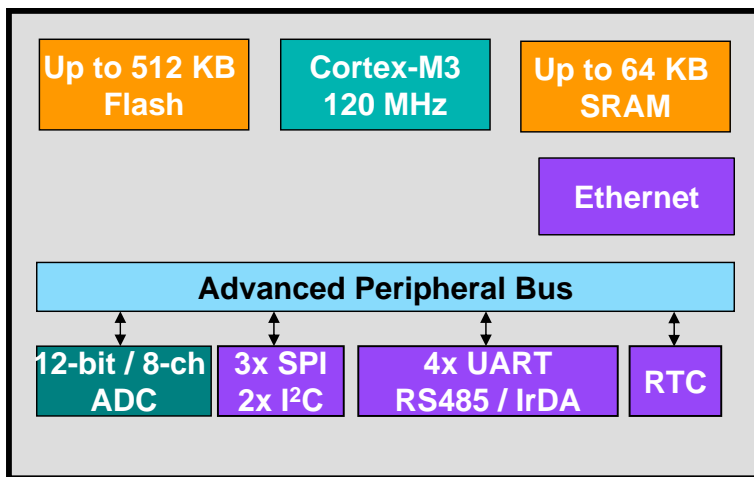 Up to 512 KB
Flash
Cortex-M3
120 MHz
Up to 64 KB
SRAM
Ethernet
Advanced Peripheral Bus
12-bit / 8-ch
ADC
3x SPI
2x I²C
4x UART
RS485 / IrDA
RTC